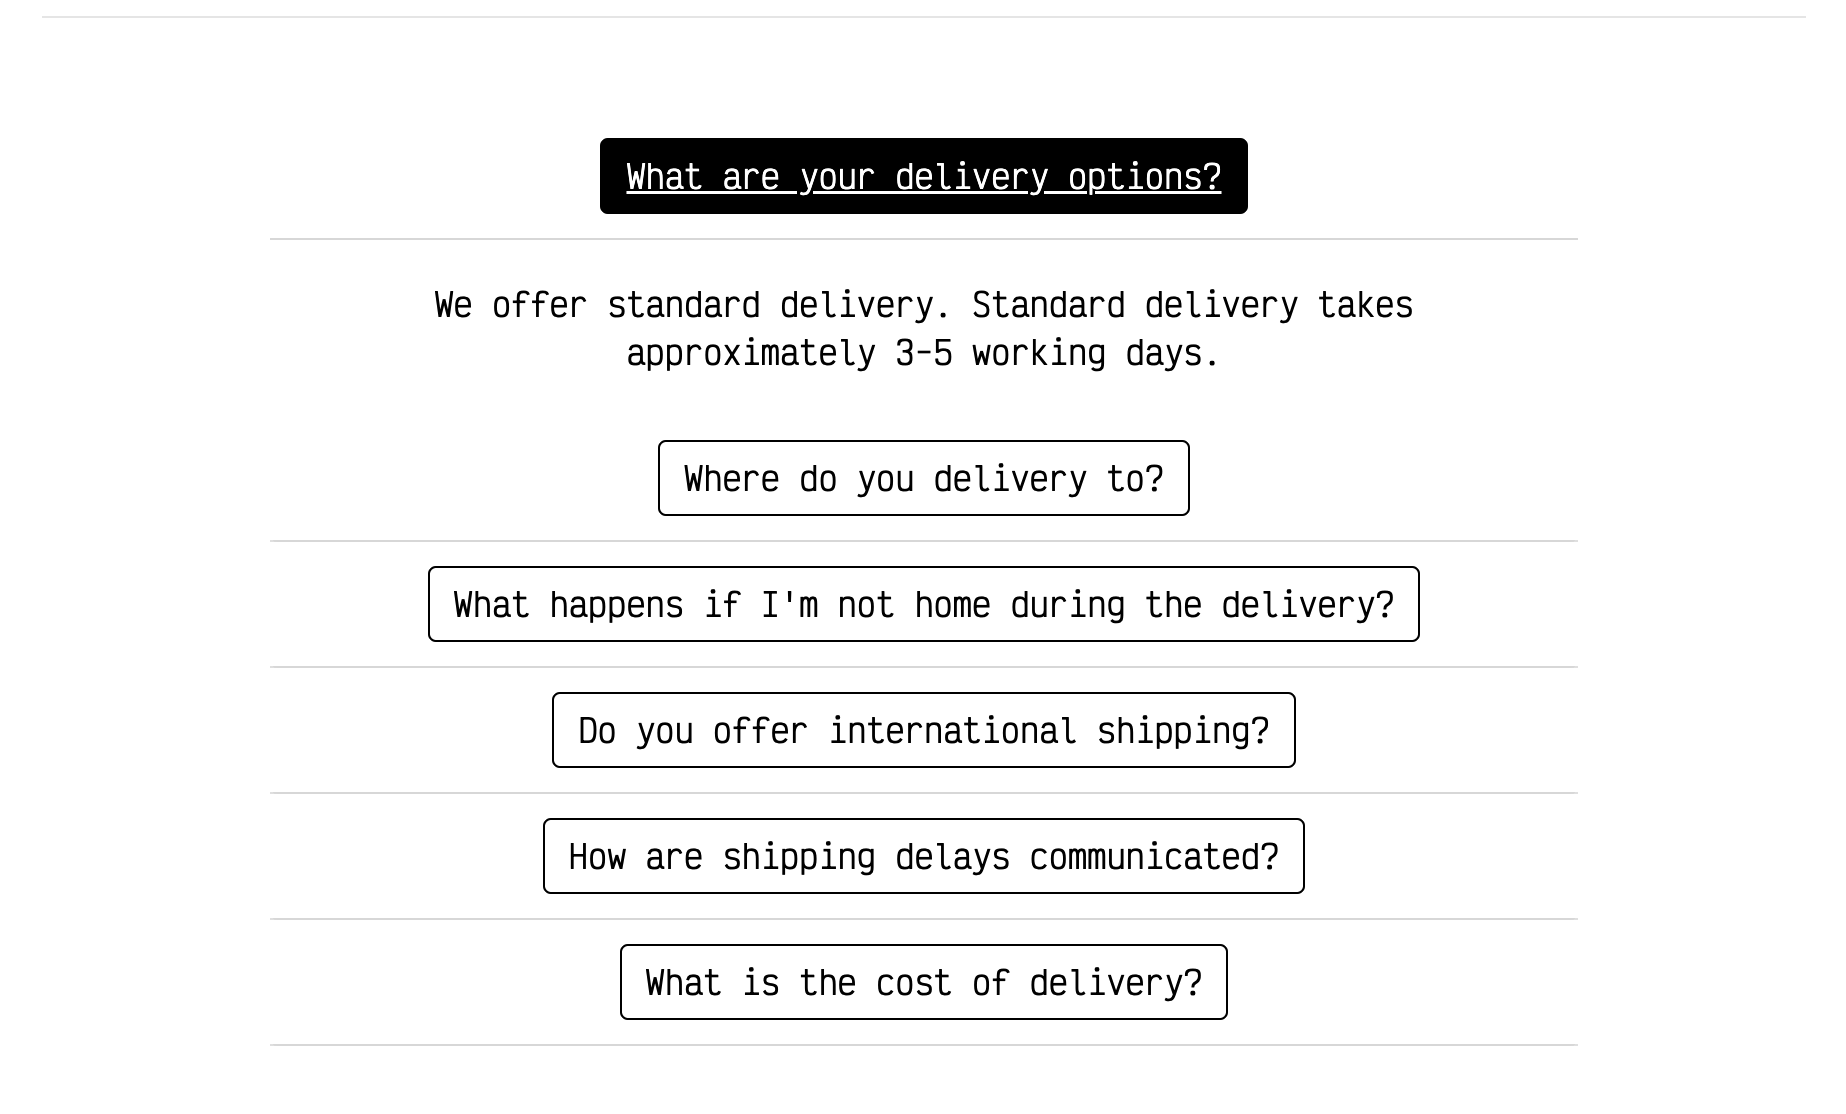 What are your delivery options?
We offer standard delivery. Standard delivery takes
approximately 3-5 working days.
Where do you delivery to?
What happens if I'm not home during the delivery?
Do you offer international shipping?
How are shipping delays communicated?
What is the cost of delivery?